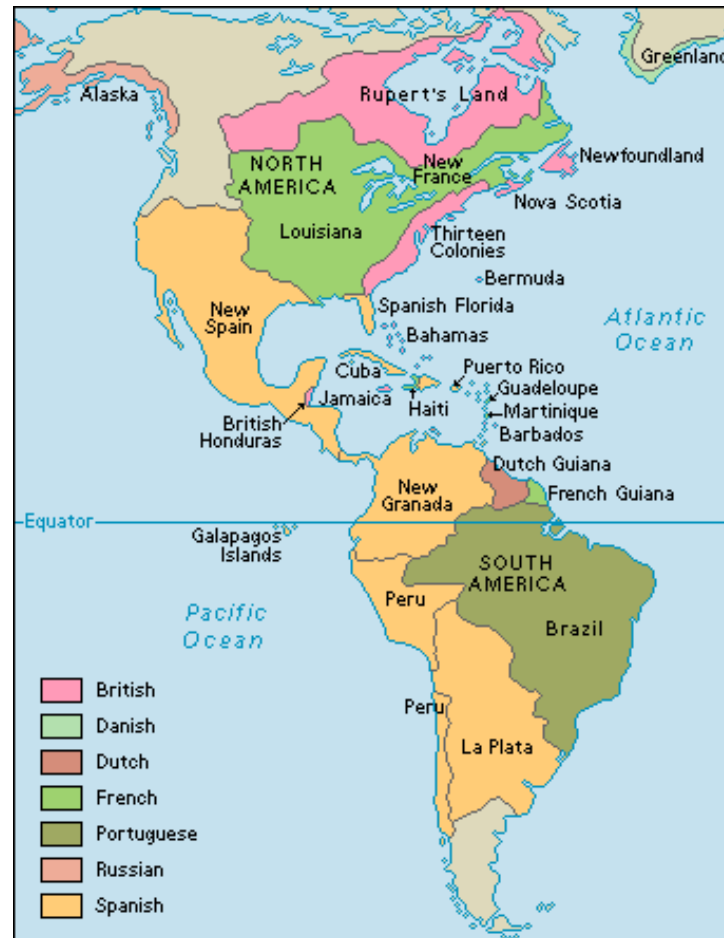 Greenland
Alaska
Rupert's Land
NORTH
AMERICA
New
France
Newfoundland
Nova Scotia
Louisiana
Thirteen
Colonies
Bermuda
New
Spain
Spanish Florida
Bahamas
Atlantic
Ocean
Cuba
Puerto Rico
Jamaica
Haiti
Guadeloupe
Martinique
Barbados
British
Honduras
Dutch Guiana
New
Granada
French Guiana
Equator
Galapagos
Islands
SOUTH
AMERICA
Peru
Brazil
Pacific
Ocean
Peru
La Plata
British
Danish
Dutch
French
Portuguese
Russian
Spanish